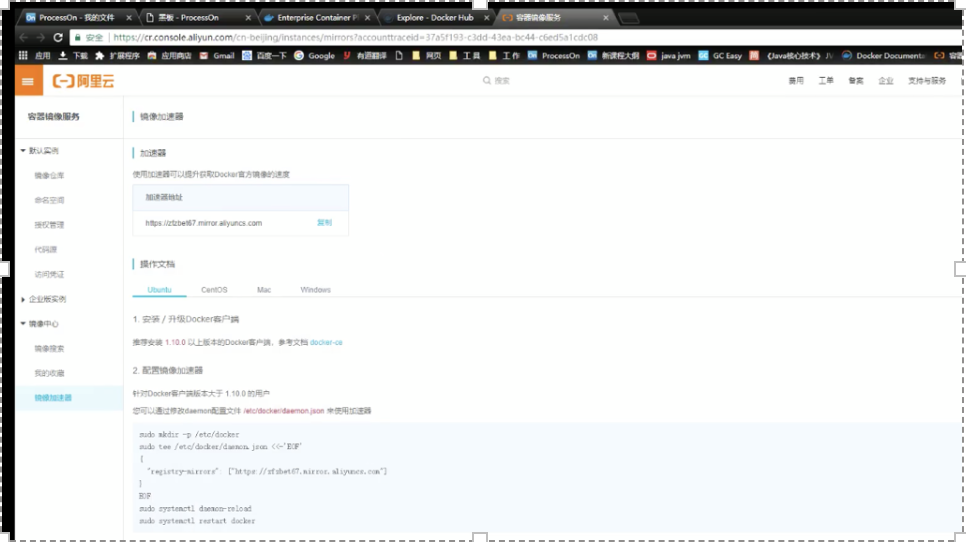 ProcessOn - 我的文件
黑板 - ProcessOn
Enterprise Container Pl
Explore - Docker Hub
容器镜像服务
安全 https://cr.console.aliyun.com/cn-beijing/instances/mirrors?accounttraceid=37a5f193-c3dd-43ea-bc44-c6ed5a1cdc08
应用 下载 扩展程序 应用商店 Gmail 百度一下 Google 有道翻译 网页 工具 工作 ProcessOn 新课程大纲 java jvm GC Easy 《Java核心技术》 Docker Documenta
阿里云 搜索 费用 工单 备案 企业 支持与服务
容器镜像服务
镜像加速器
默认实例
镜像仓库
命名空间
授权管理
代码源
访问凭证
企业版实例
镜像中心
镜像搜索
我的收藏
镜像加速器
加速器
使用加速器可以提升获取Docker官方镜像的速度
加速器地址
https://zfzbet67.mirror.aliyuncs.com 复制
操作文档
Ubuntu CentOS Mac Windows
1. 安装 / 升级Docker客户端
推荐安装 1.10.0 以上版本的Docker客户端，参考文档 docker-ce
2. 配置镜像加速器
针对Docker客户端版本大于 1.10.0 的用户
您可以通过修改daemon配置文件 /etc/docker/daemon.json 来使用加速器
sudo mkdir -p /etc/docker
sudo tee /etc/docker/daemon.json <<-'EOF'
{
"registry-mirrors": ["https://zfzbet67.mirror.aliyuncs.com"]
}
EOF
sudo systemctl daemon-reload
sudo systemctl restart docker